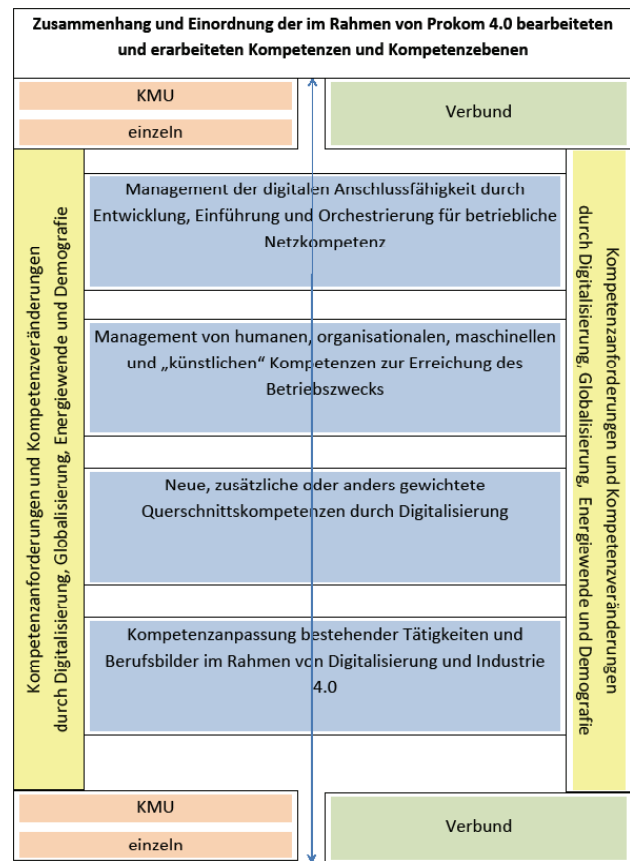 Zusammenhang und Einordnung der im Rahmen von Prokom 4.0 bearbeiteten
und erarbeiteten Kompetenzen und Kompetenzebenen
KMU
einzeln
Verbund
Kompetenzanforderungen und Kompetenzveränderungen
durch Digitalisierung, Globalisierung, Energiewende und Demografie
Management der digitalen Anschlussfähigkeit durch
Entwicklung, Einführung und Orchestrierung für betriebliche
Netzkompetenz
Management von humanen, organisationalen, maschinellen
und „künstlichen“ Kompetenzen zur Erreichung des
Betriebszwecks
Neue, zusätzliche oder anders gewichtete
Querschnittskompetenzen durch Digitalisierung
Kompetenzanpassung bestehender Tätigkeiten und
Berufsbilder im Rahmen von Digitalisierung und Industrie
4.0
Kompetenzanforderungen und Kompetenzveränderungen
durch Digitalisierung, Globalisierung, Energiewende und Demografie
KMU
einzeln
Verbund